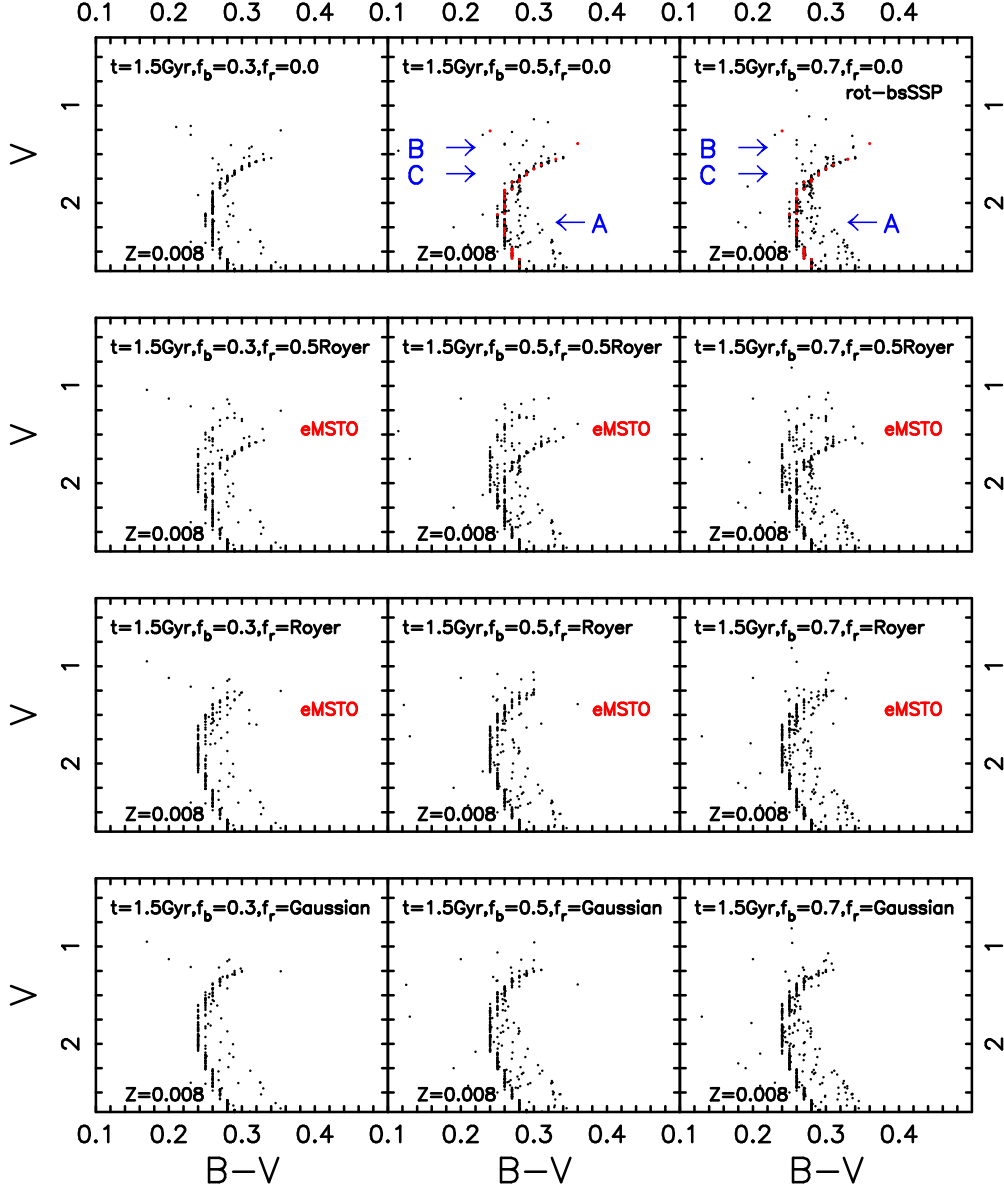 0.1 0.2 0.3 0.4 0.1 0.2 0.3 0.4 0.1 0.2 0.3 0.4
t=1.5Gyr,f_b=0.3,f_r=0.0
t=1.5Gyr,f_b=0.5,f_r=0.0
t=1.5Gyr,f_b=0.7,f_r=0.0
rot-bsSSP
V
1
2
B
C
A
Z=0.008
B
C
A
Z=0.008
Z=0.008
1
2
t=1.5Gyr,f_b=0.3,f_r=0.5Royer
t=1.5Gyr,f_b=0.5,f_r=0.5Royer
t=1.5Gyr,f_b=0.7,f_r=0.5Royer
V
1
2
eMSTO
eMSTO
eMSTO
Z=0.008
Z=0.008
Z=0.008
1
2
t=1.5Gyr,f_b=0.3,f_r=Royer
t=1.5Gyr,f_b=0.5,f_r=Royer
t=1.5Gyr,f_b=0.7,f_r=Royer
V
1
2
eMSTO
eMSTO
eMSTO
Z=0.008
Z=0.008
Z=0.008
1
2
t=1.5Gyr,f_b=0.3,f_r=Gaussian
t=1.5Gyr,f_b=0.5,f_r=Gaussian
t=1.5Gyr,f_b=0.7,f_r=Gaussian
V
1
2
Z=0.008
Z=0.008
Z=0.008
1
2
0.1 0.2 0.3 0.4 0.1 0.2 0.3 0.4 0.1 0.2 0.3 0.4
B-V
B-V
B-V